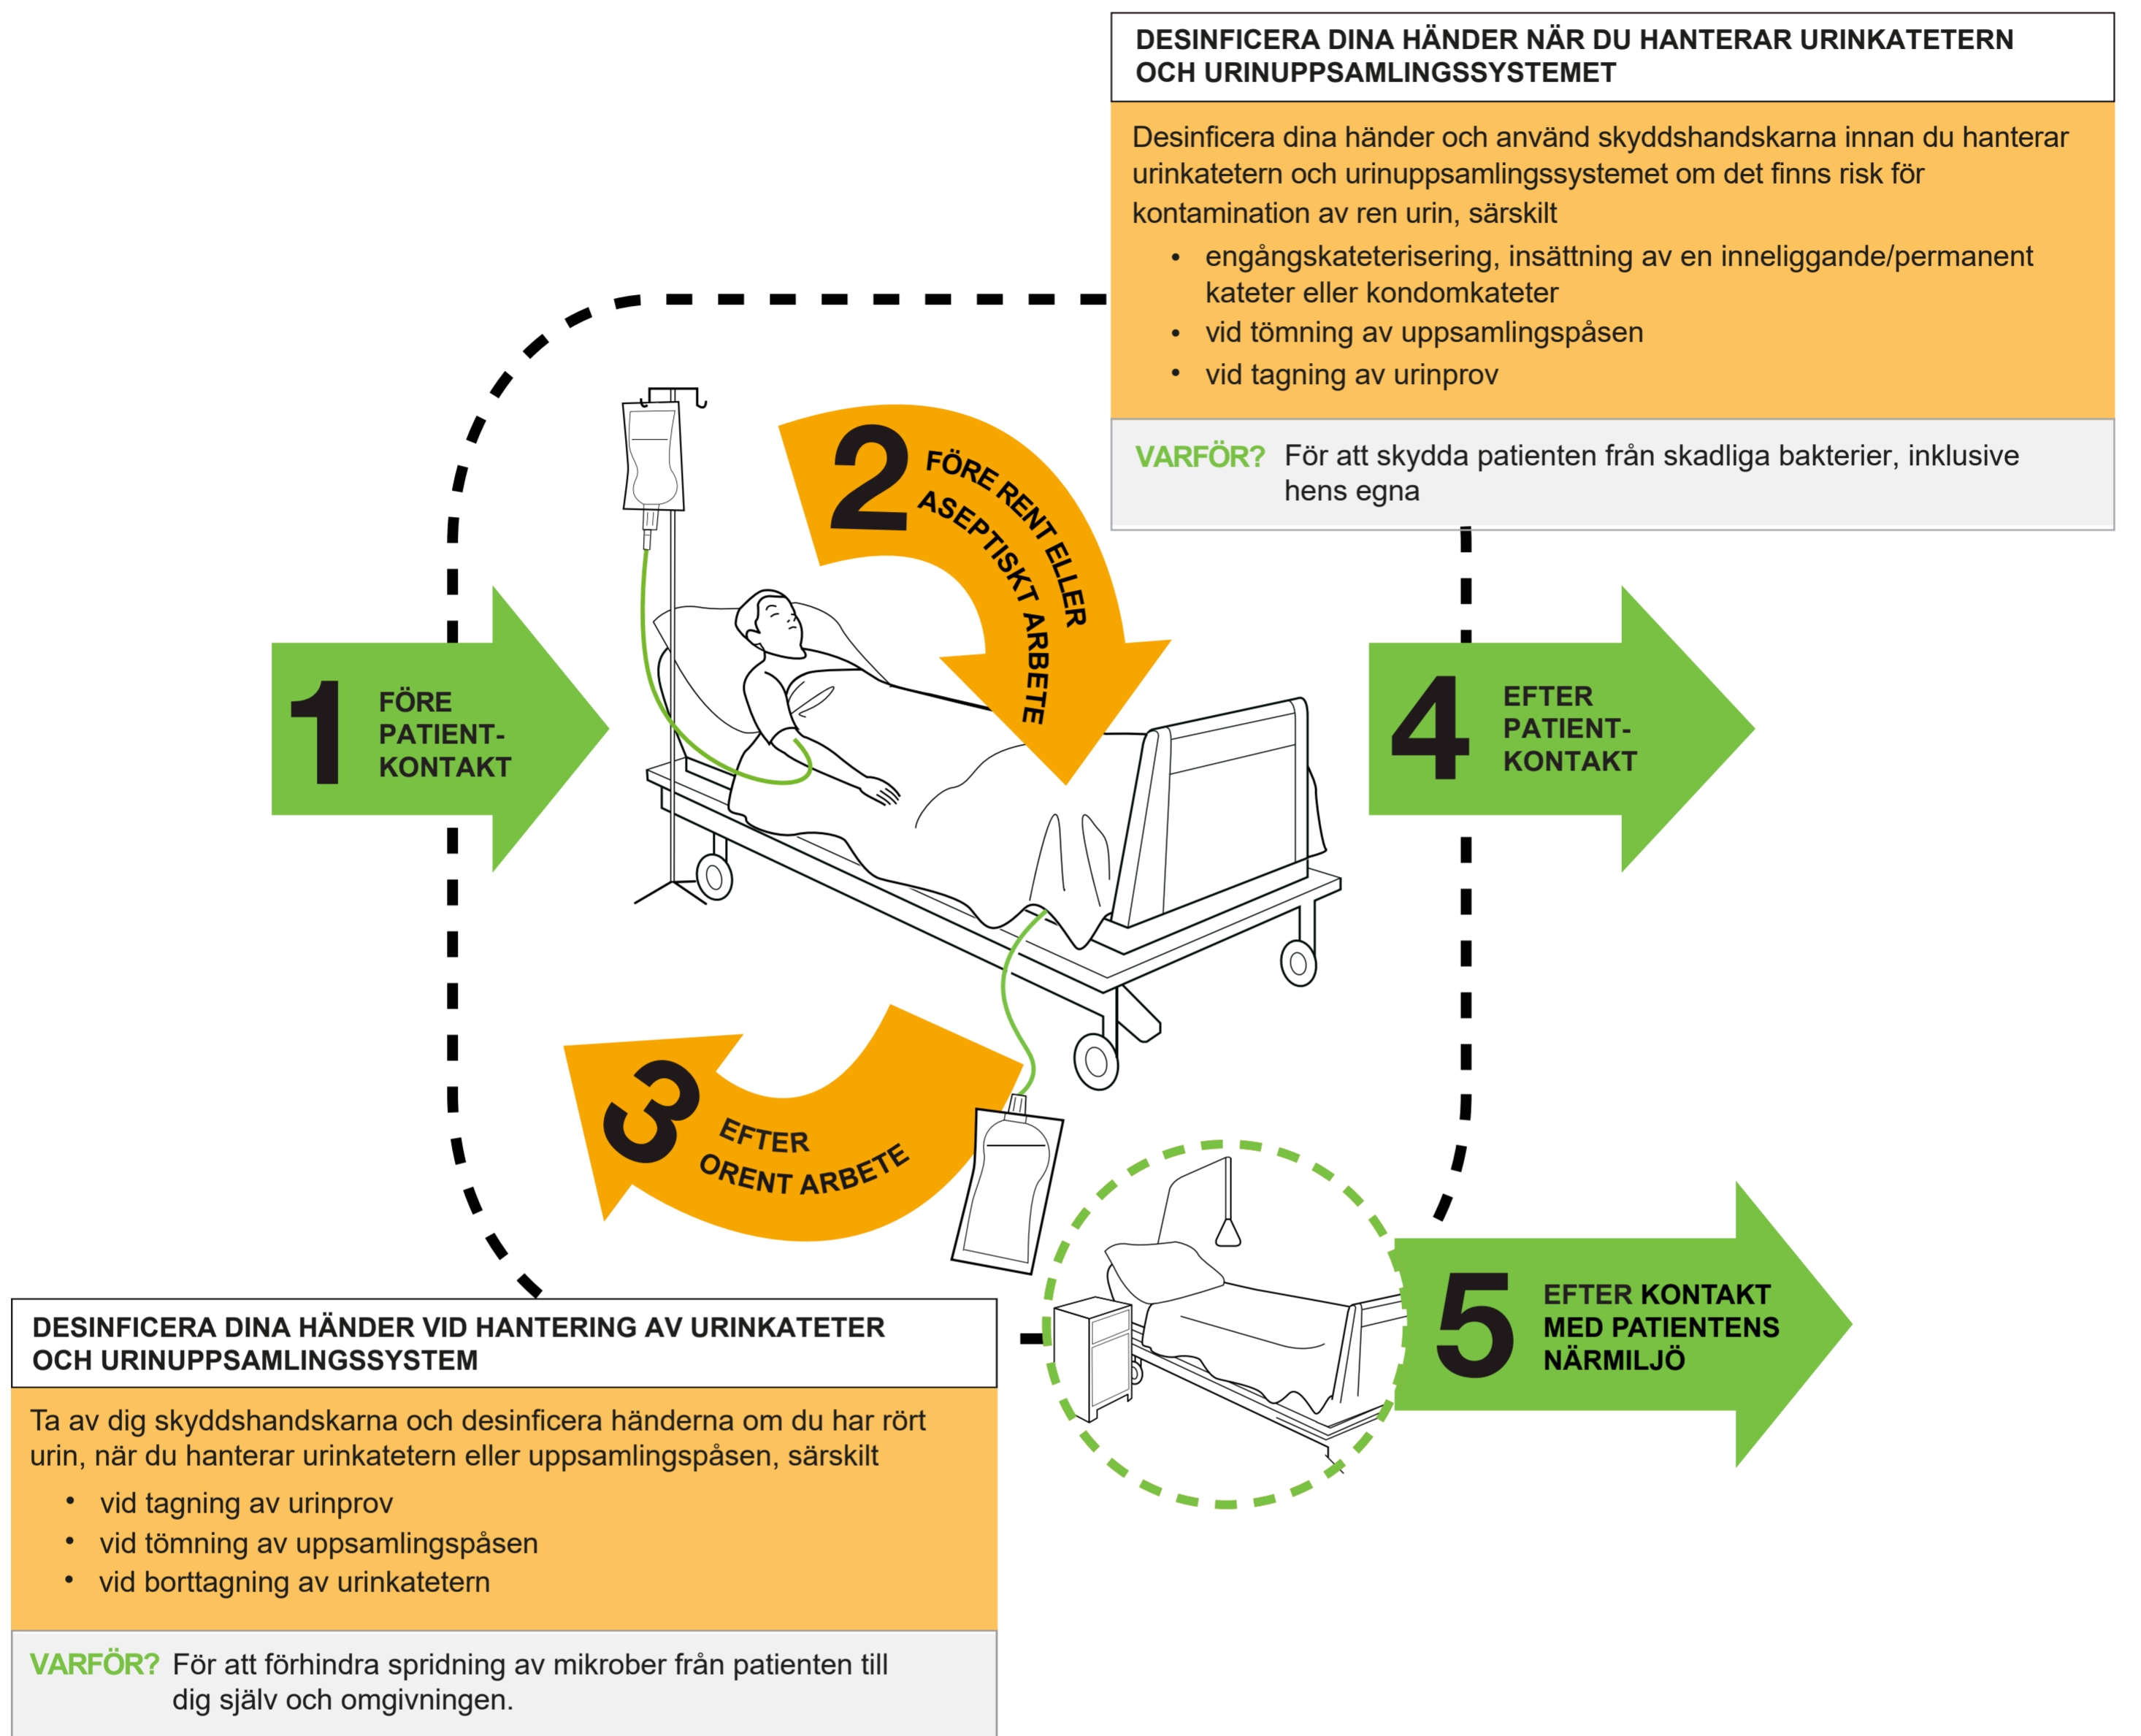 DESINFICERA DINA HÄNDER NÄR DU HANTERAR URINKATETERN
OCH URINUPPSAMLINGSSYSTEMET
Desinficera dina händer och använd skyddshandskarna innan du hanterar
urinkatetern och urinuppsamlingssystemet om det finns risk för
kontamination av ren urin, särskilt
• engångskateterisering, insättning av en inneliggande/permanent
kateter eller kondomkateter
• vid tömning av uppsamlingspåsen
• vid tagning av urinprov
VARFÖR? För att skydda patienten från skadliga bakterier, inklusive
hens egna
1
FÖRE
PATIENT-
KONTAKT
2
FÖRE RENT ELLER
ASEPTISKT ARBETE
3
EFTER
ORENT ARBETE
4
EFTER
PATIENT-
KONTAKT
5
EFTER KONTAKT
MED PATIENTENS
NÄRMILJÖ
DESINFICERA DINA HÄNDER VID HANTERING AV URINKATETER
OCH URINUPPSAMLINGSSYSTEM
Ta av dig skyddshandskarna och desinficera händerna om du har rört
urin, när du hanterar urinkatetern eller uppsamlingspåsen, särskilt
• vid tagning av urinprov
• vid tömning av uppsamlingspåsen
• vid borttagning av urinkatetern
VARFÖR? För att förhindra spridning av mikrober från patienten till
dig själv och omgivningen.